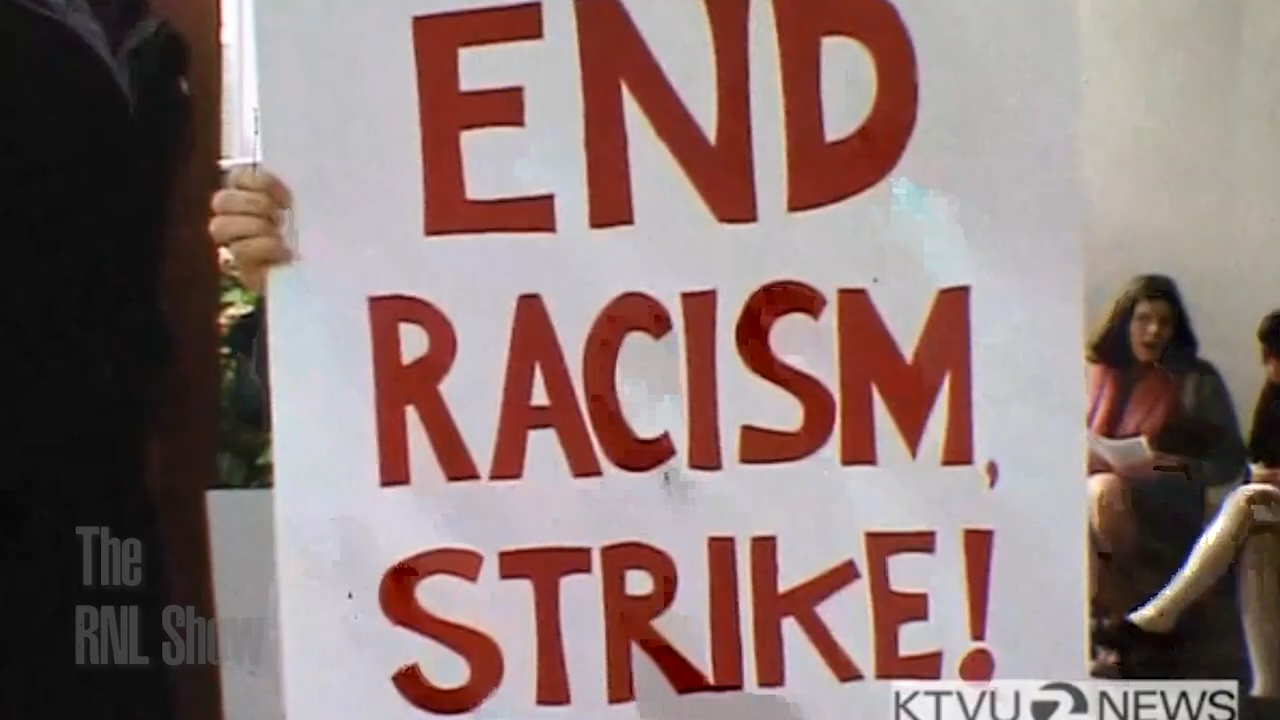 END
RACISM,
STRIKE!
The
RNL Show
KTVU 2 NEWS